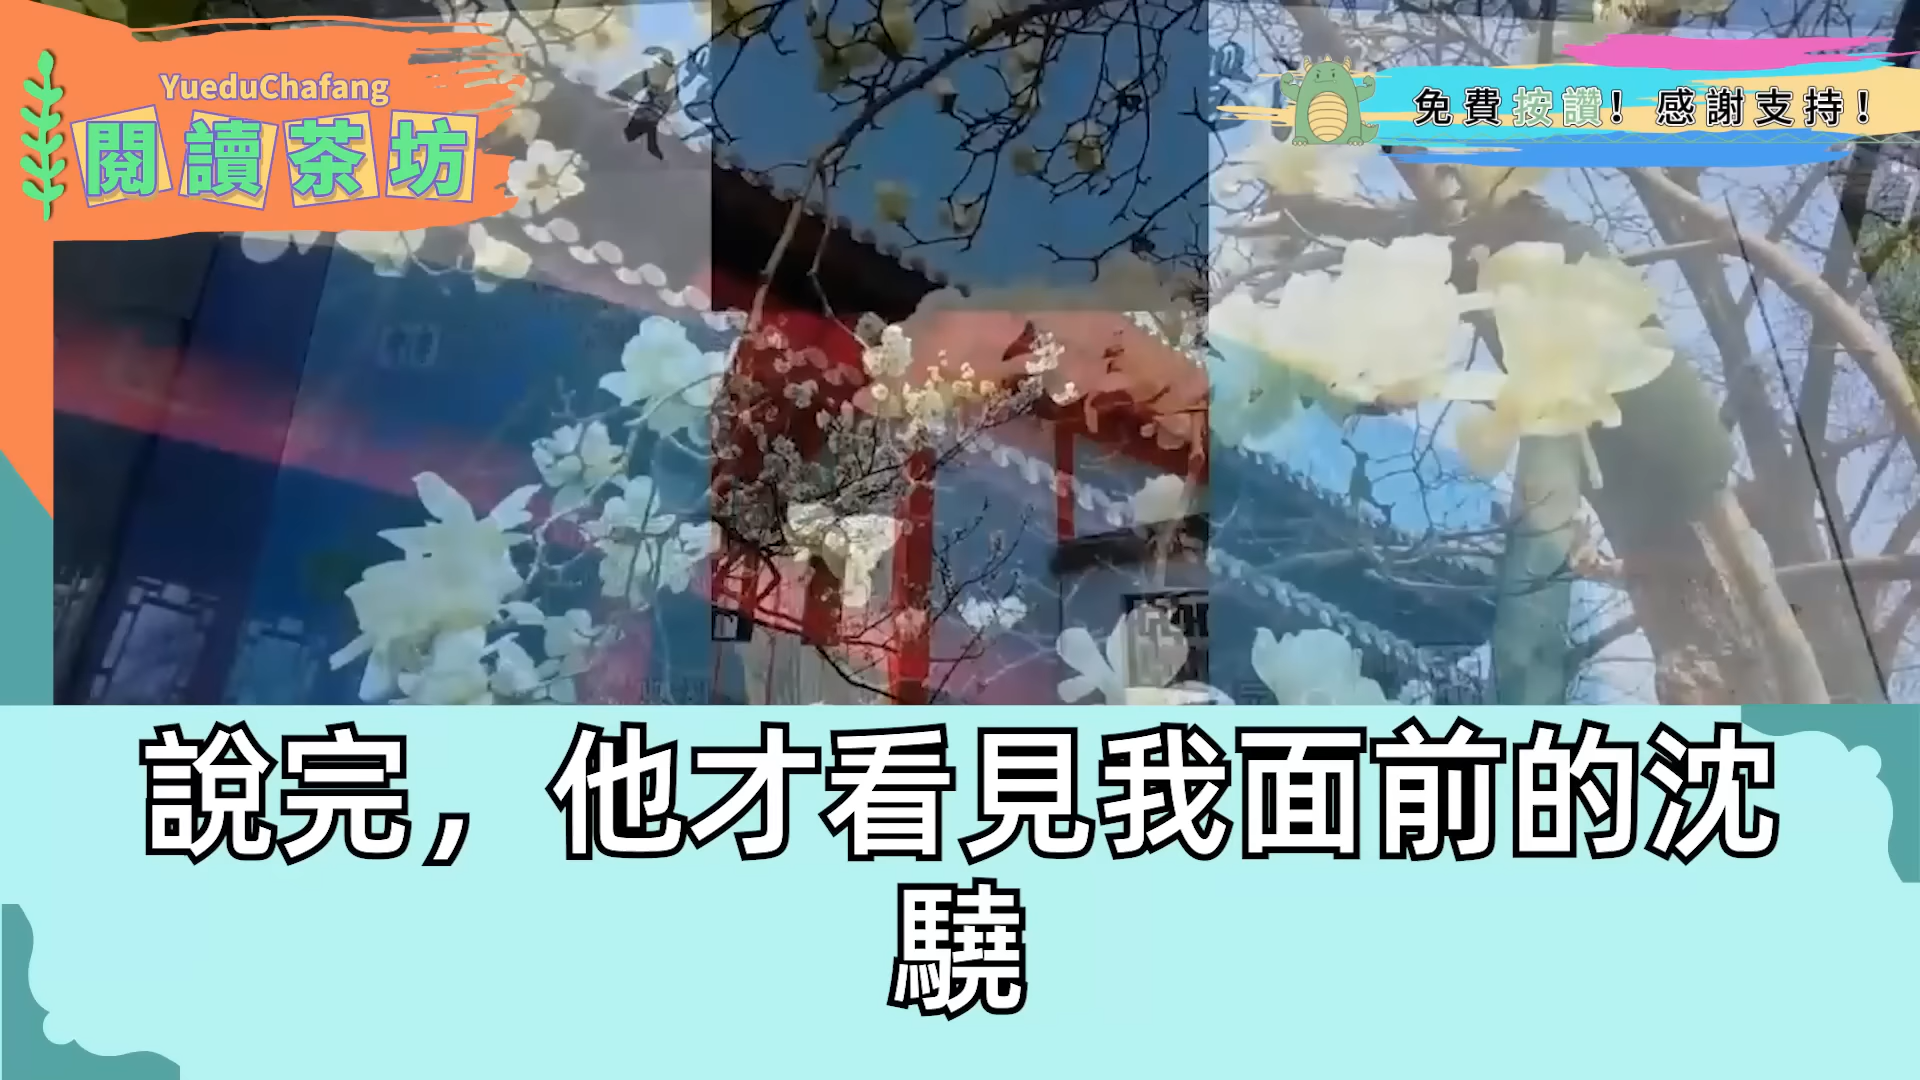 YueduChafang
閱讀茶坊
免費按讚！感謝支持！
說完，他才看見我面前的沈
驍